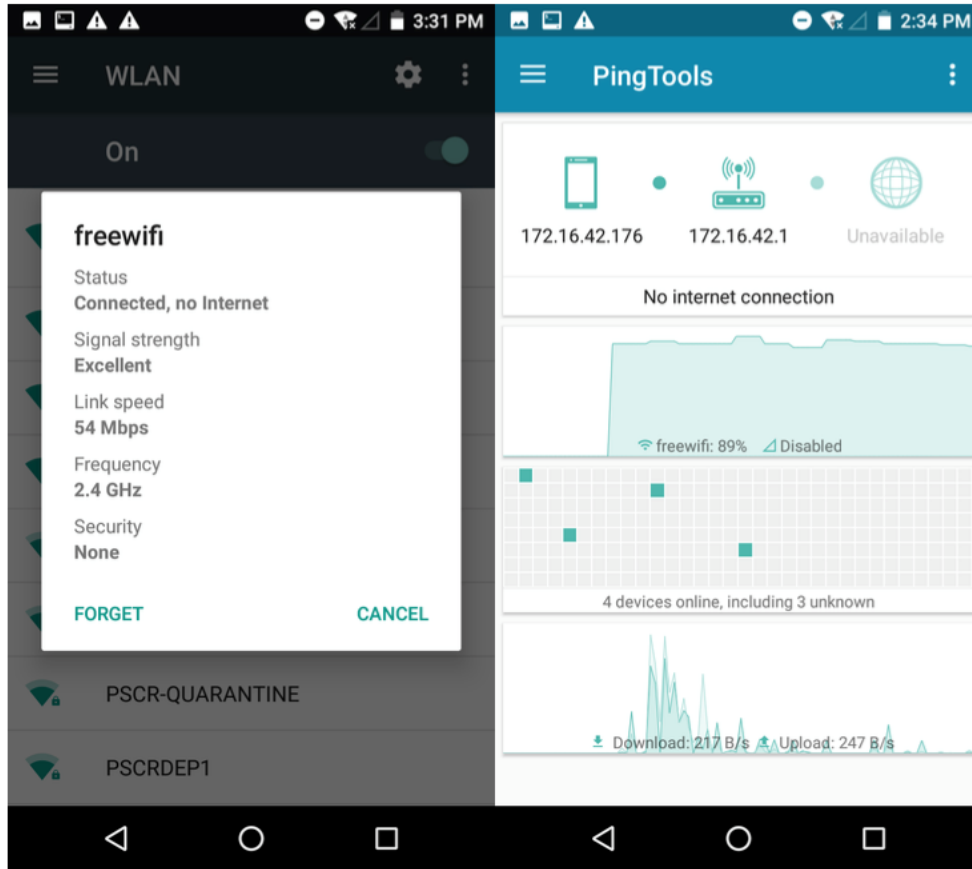 3:31 PM
WLAN
On
freewifi
Status
Connected, no Internet
Signal strength
Excellent
Link speed
54 Mbps
Frequency
2.4 GHz
Security
None
FORGET CANCEL
PSCR-QUARANTINE
PSCRDEP1
2:34 PM
PingTools
172.16.42.176 172.16.42.1 Unavailable
No internet connection
freewifi: 89% Disabled
4 devices online, including 3 unknown
Download: 217 B/s Upload: 247 B/s